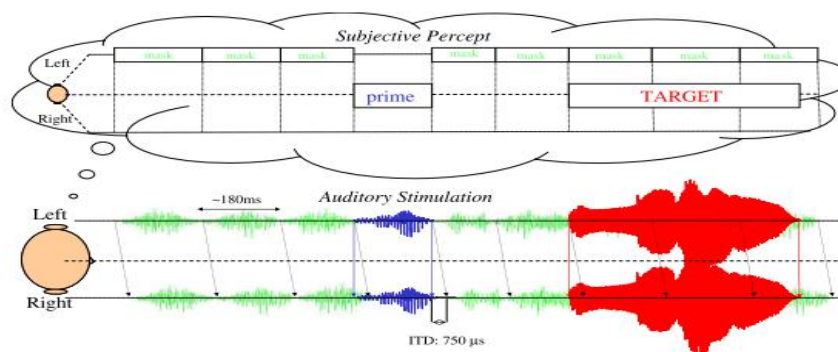 Subjective Percept
mask mask mask mask mask mask mask mask
Left
prime TARGET
Right
Auditory Stimulation
~180ms
Left
Right
ITD: 750 µs